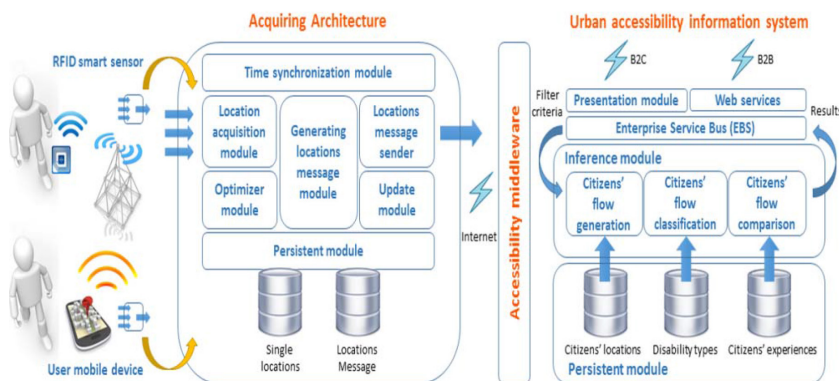 Acquiring Architecture
Urban accessibility information system
RFID smart sensor
Time synchronization module
Location
acquisition
module
Generating
locations
message
module
Locations
message
sender
Optimizer
module
Update
module
Persistent module
Single
locations
Locations
Message
User mobile device
Internet
Accessibility middleware
B2C
B2B
Filter
criteria
Presentation module
Web services
Results
Enterprise Service Bus (EBS)
Inference module
Citizens'
flow
generation
Citizens'
flow
classification
Citizens'
flow
comparison
Citizens' locations
Disability types
Citizens' experiences
Persistent module